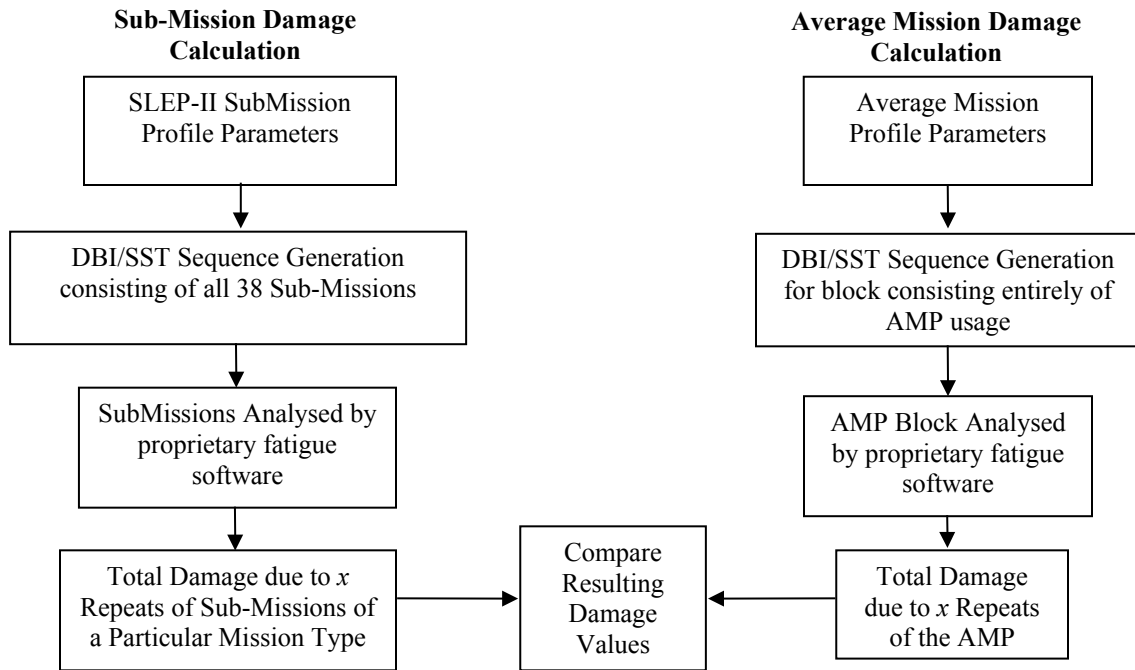 Sub-Mission Damage
Calculation
SLEP-II SubMission
Profile Parameters
DBI/SST Sequence Generation
consisting of all 38 Sub-Missions
SubMissions Analysed by
proprietary fatigue
software
Total Damage due to x
Repeats of Sub-Missions of
a Particular Mission Type
Compare
Resulting
Damage
Values
Average Mission Damage
Calculation
Average Mission
Profile Parameters
DBI/SST Sequence Generation
for block consisting entirely of
AMP usage
AMP Block Analysed
by proprietary fatigue
software
Total Damage
due to x Repeats
of the AMP